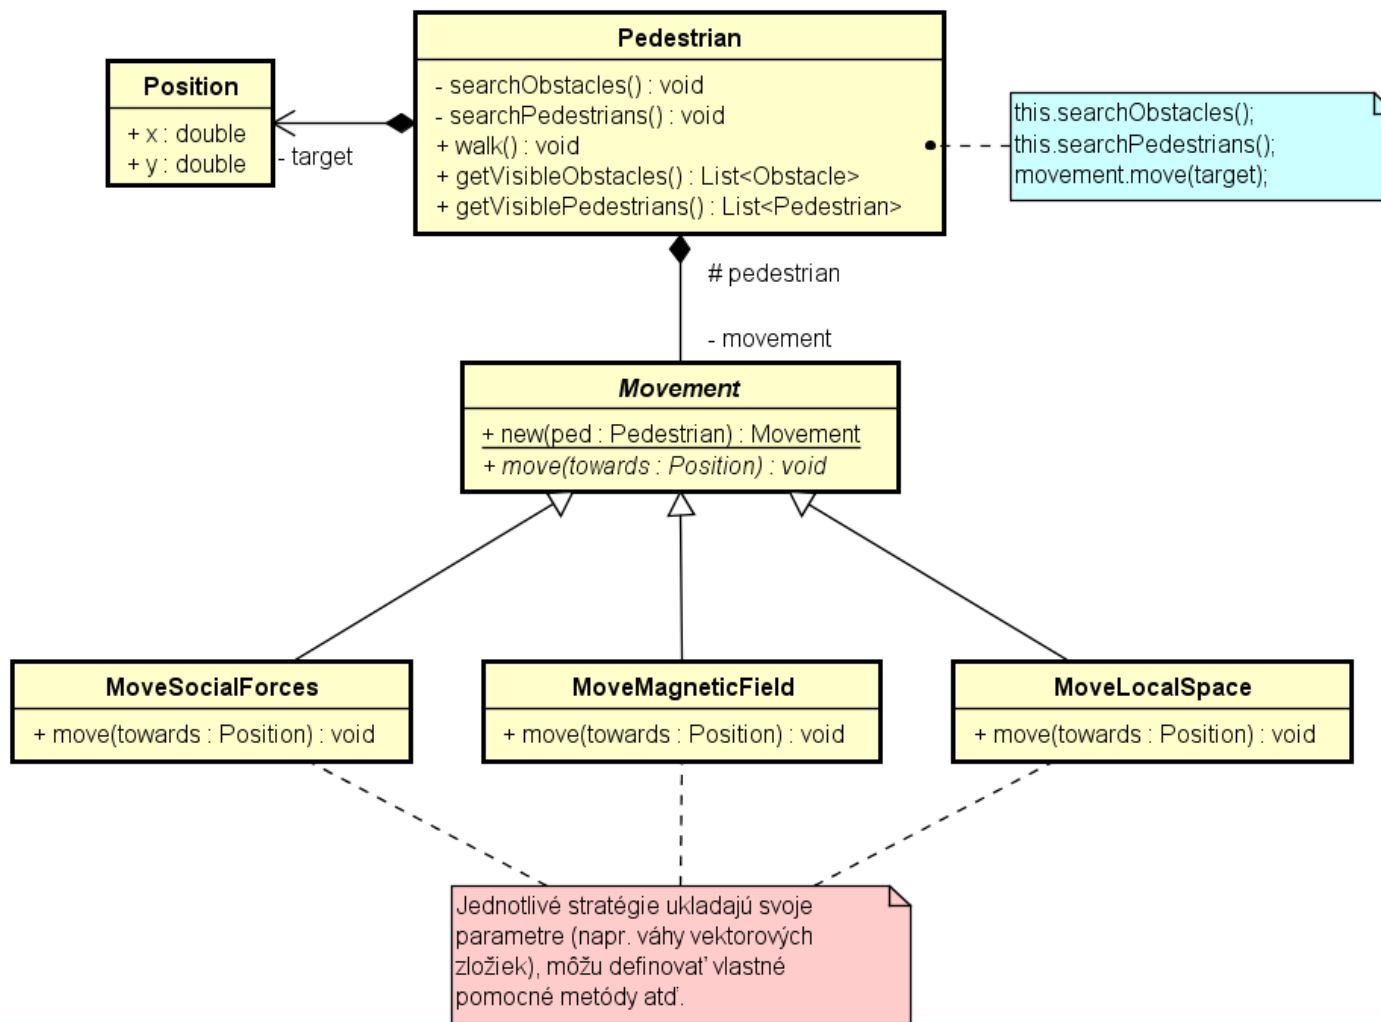 Pedestrian
- searchObstacles() : void
- searchPedestrians() : void
+ walk() : void
+ getVisibleObstacles() : List<Obstacle>
+ getVisiblePedestrians() : List<Pedestrian>
Position
+ x : double
+ y : double
- target
this.searchObstacles();
this.searchPedestrians();
movement.move(target);
# pedestrian
- movement
Movement
+ new(ped : Pedestrian) : Movement
+ move(towards : Position) : void
MoveSocialForces
+ move(towards : Position) : void
MoveMagneticField
+ move(towards : Position) : void
MoveLocalSpace
+ move(towards : Position) : void
Jednotlivé stratégie ukladajú svoje
parametre (napr. váhy vektorových
zložiek), môžu definovať vlastné
pomocné metódy atď.